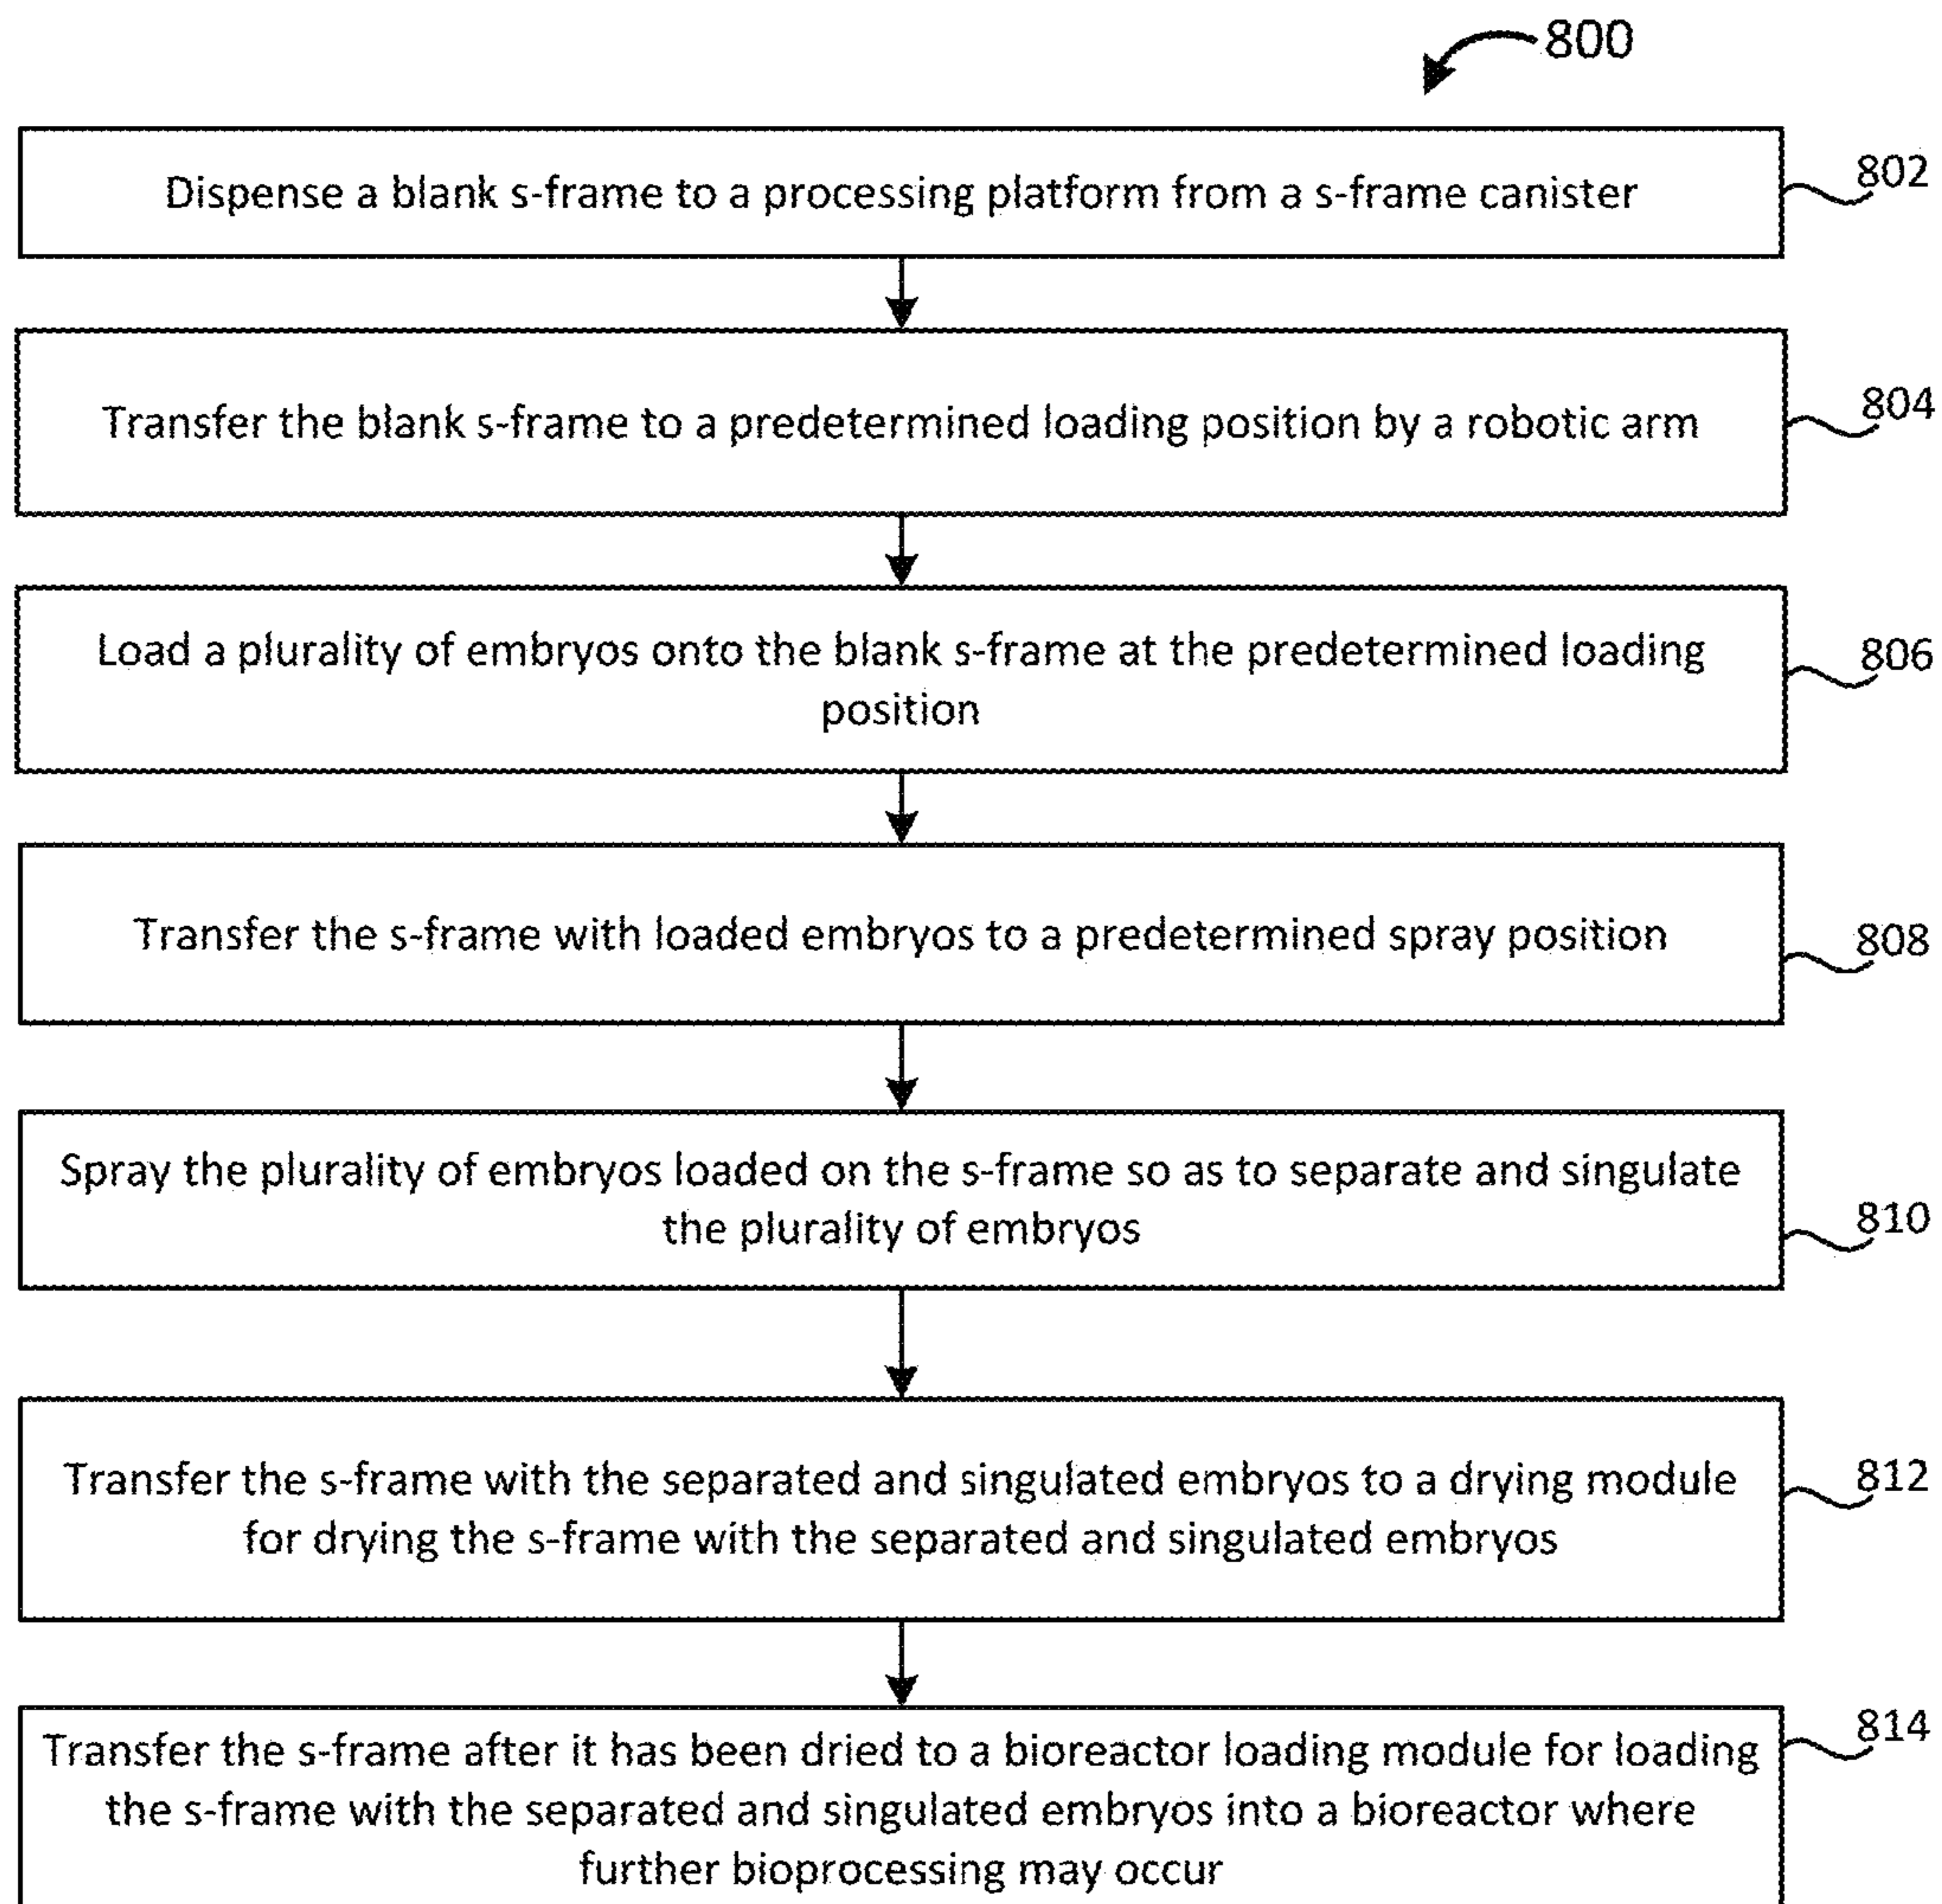 800
Dispense a blank s-frame to a processing platform from a s-frame canister
802
Transfer the blank s-frame to a predetermined loading position by a robotic arm
804
Load a plurality of embryos onto the blank s-frame at the predetermined loading
position
806
Transfer the s-frame with loaded embryos to a predetermined spray position
808
Spray the plurality of embryos loaded on the s-frame so as to separate and singulate
the plurality of embryos
810
Transfer the s-frame with the separated and singulated embryos to a drying module
for drying the s-frame with the separated and singulated embryos
812
Transfer the s-frame after it has been dried to a bioreactor loading module for loading
the s-frame with the separated and singulated embryos into a bioreactor where
further bioprocessing may occur
814